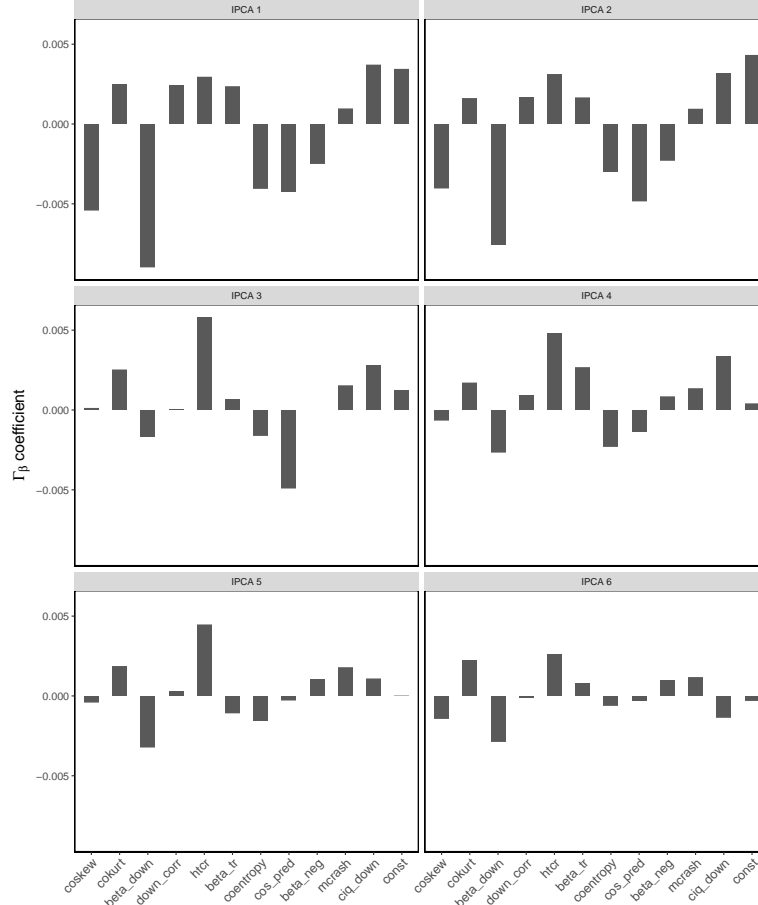 IPCA 1
IPCA 2
0.005
0.000
−0.005
IPCA 3
IPCA 4
0.005
0.000
−0.005
Γβ coefficient
IPCA 5
IPCA 6
0.005
0.000
−0.005
coskew
cokurt
beta_down
down_corr
htcr
beta_tr
coentropy
cos_pred
beta_neg
mcrash
ciq_down
const
coskew
cokurt
beta_down
down_corr
htcr
beta_tr
coentropy
cos_pred
beta_neg
mcrash
ciq_down
const